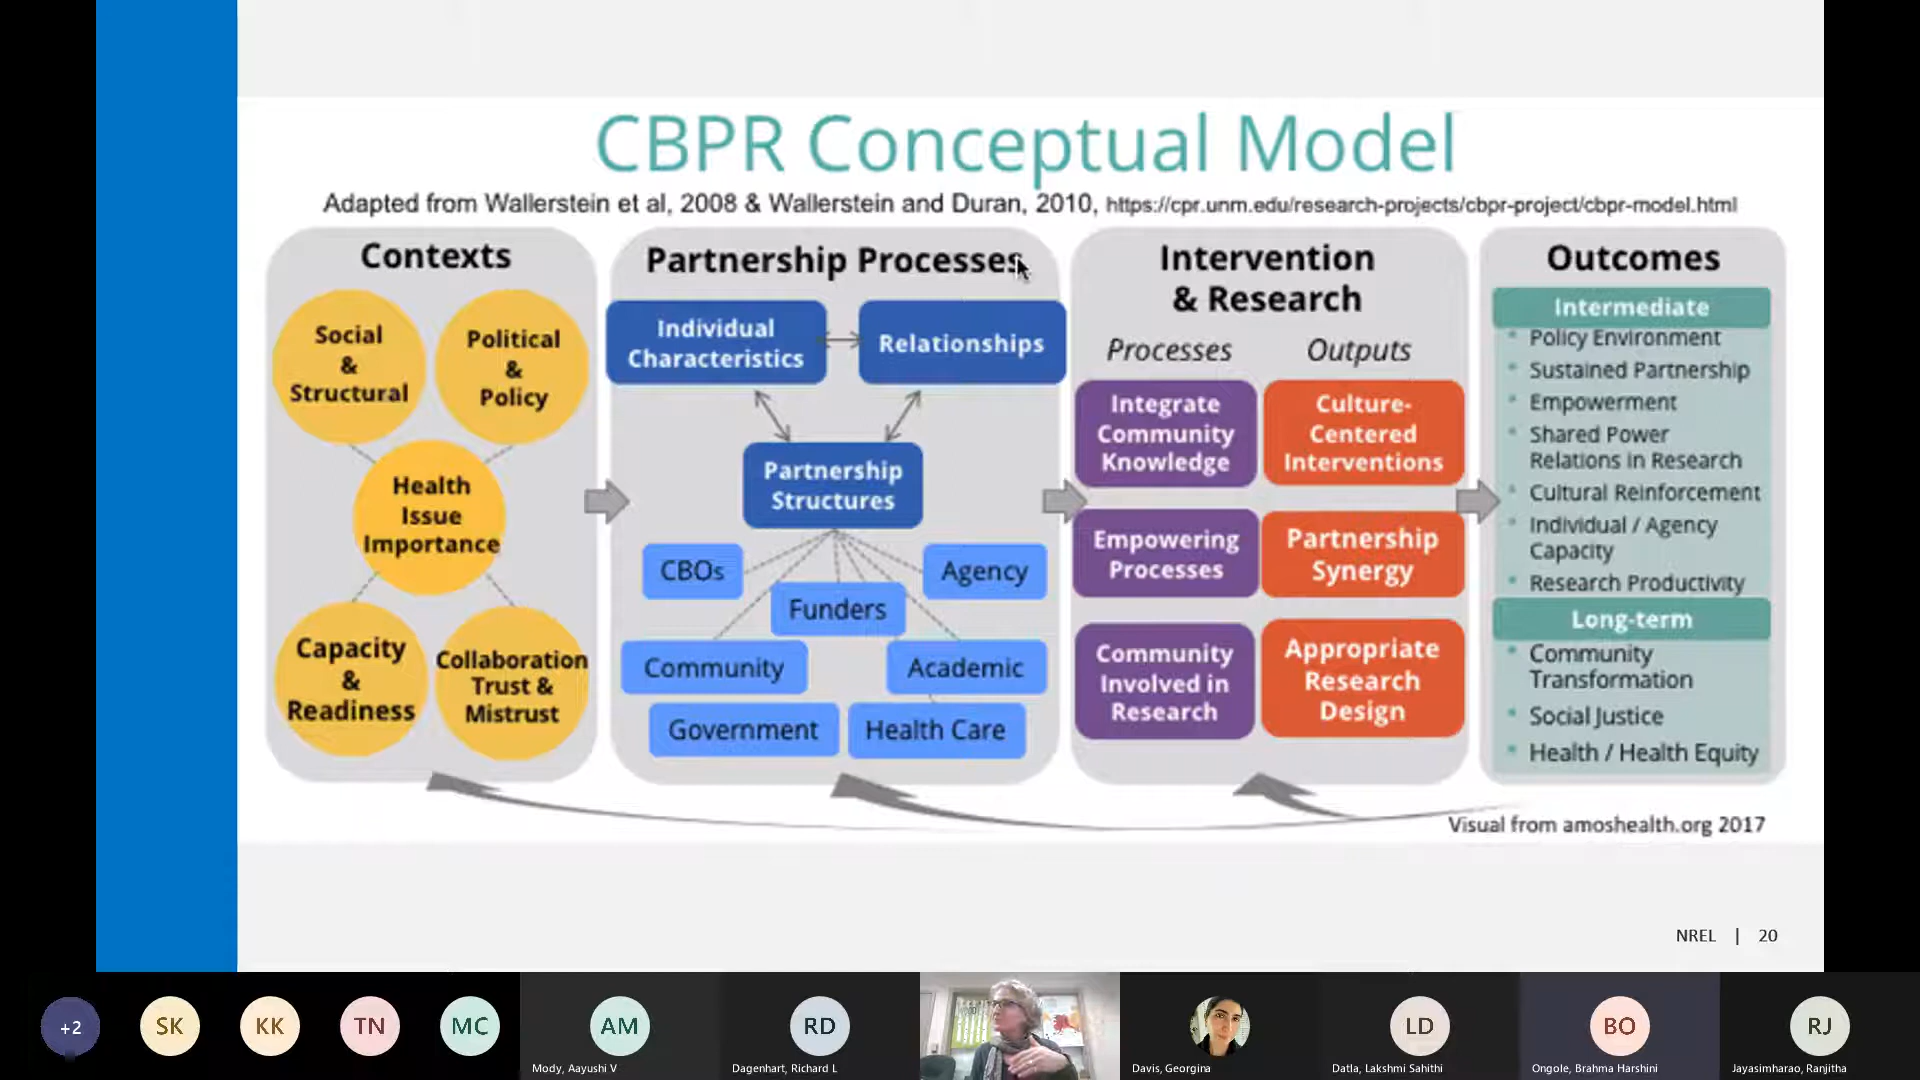 CBPR Conceptual Model
Adapted from Wallerstein et al, 2008 & Wallerstein and Duran, 2010, https://cpr.unm.edu/research-projects/cbpr-project/cbpr-model.html
Contexts
Social
&
Structural
Political
&
Policy
Health
Issue
Importance
Capacity
&
Readiness
Collaboration
Trust &
Mistrust
Partnership Processes
Individual
Characteristics
Relationships
Partnership
Structures
CBOs
Agency
Funders
Community
Academic
Government
Health Care
Intervention
& Research
Processes
Outputs
Integrate
Community
Knowledge
Culture-
Centered
Interventions
Empowering
Processes
Partnership
Synergy
Community
Involved in
Research
Appropriate
Research
Design
Outcomes
Intermediate
Policy Environment
Sustained Partnership
Empowerment
Shared Power
Relations in Research
Cultural Reinforcement
Individual / Agency
Capacity
Research Productivity
Long-term
Community
Transformation
Social Justice
Health / Health Equity
Visual from amoshealth.org 2017
NREL | 20
+2
SK
KK
TN
MC
AM
Mody, Aayushi V
RD
Dagenhart, Richard L
Davis, Georgina
LD
Datla, Lakshmi Sahithi
BO
Ongole, Brahma Harshini
RJ
Jayasimharao, Ranjitha